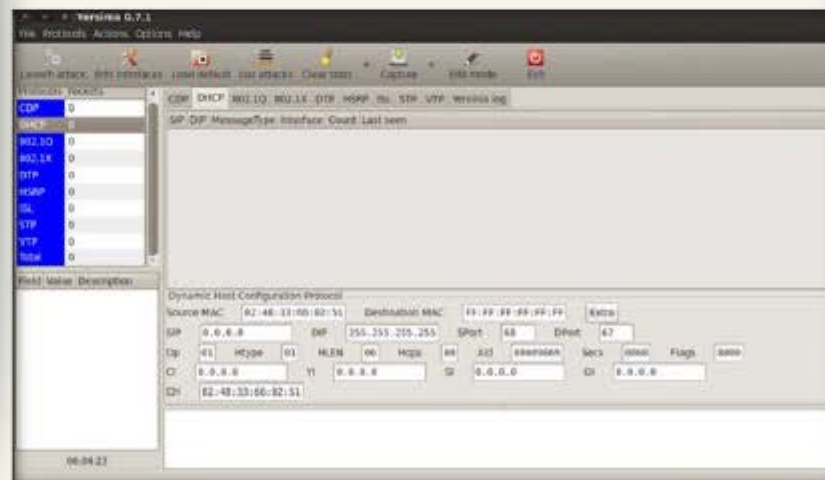 Yersinia 0.7.1
File Protocols Actions Options Help
Launch attack Edit interfaces Load default List attacks Clear stats Capture Edit mode Exit
Protocols Packets
CDP 0
DHCP 0
802.1Q 0
802.1X 0
DTP 0
HSRP 0
ISL 0
STP 0
VTP 0
Total 0
Field Value Description
06:04:23
CDP DHCP 802.1Q 802.1X DTP HSRP ISL STP VTP Yersinia log
SIP DIP MessageType Interface Count Last seen
Dynamic Host Configuration Protocol
Source MAC 02:48:33:66:02:51 Destination MAC FF:FF:FF:FF:FF:FF Extra
SIP 0.0.0.0 DIP 255.255.255.255 SPort 68 DPort 67
Op 01 Htype 01 HLEN 06 Hops 00 Xid Secs 0000 Flags 8000
CI 0.0.0.0 YI 0.0.0.0 SI 0.0.0.0 GI 0.0.0.0
CH 02:48:33:66:02:51